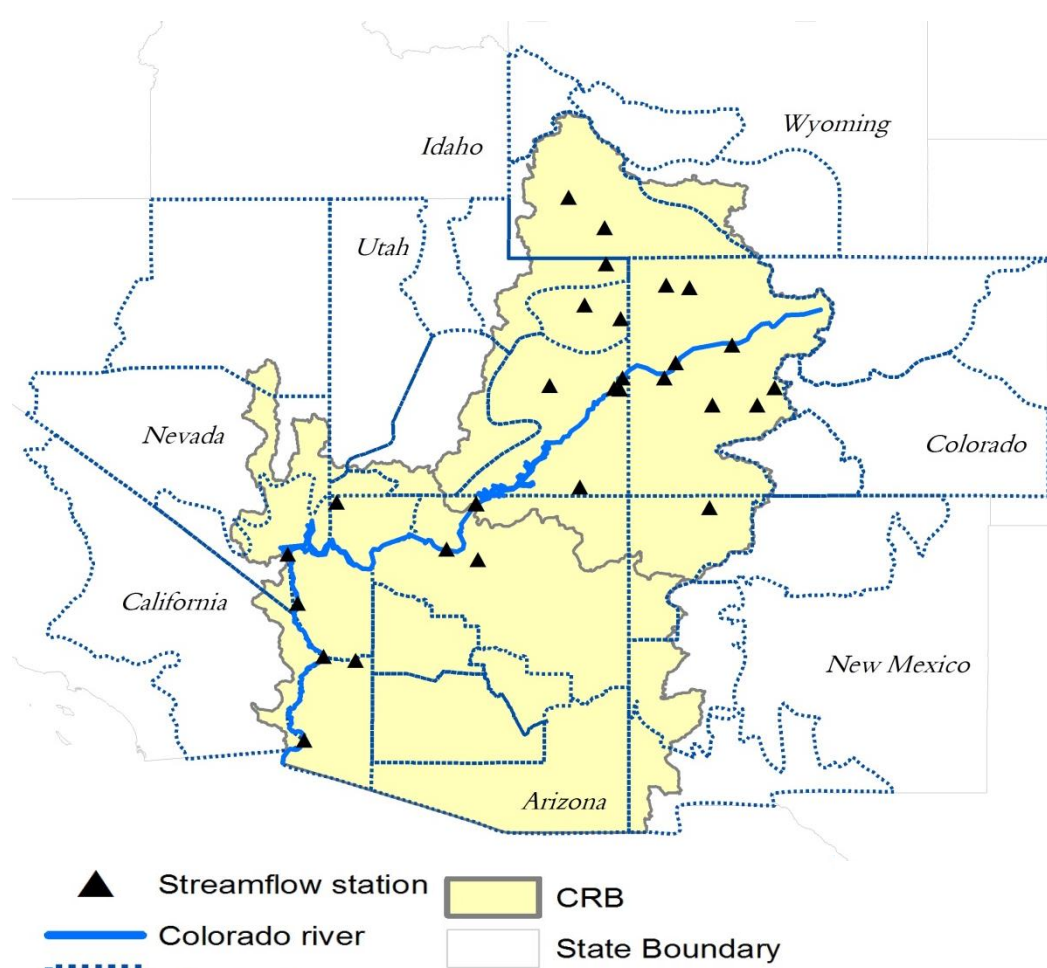 Wyoming
Idaho
Utah
Nevada
Colorado
California
New Mexico
Arizona
Streamflow station
CRB
Colorado river
State Boundary